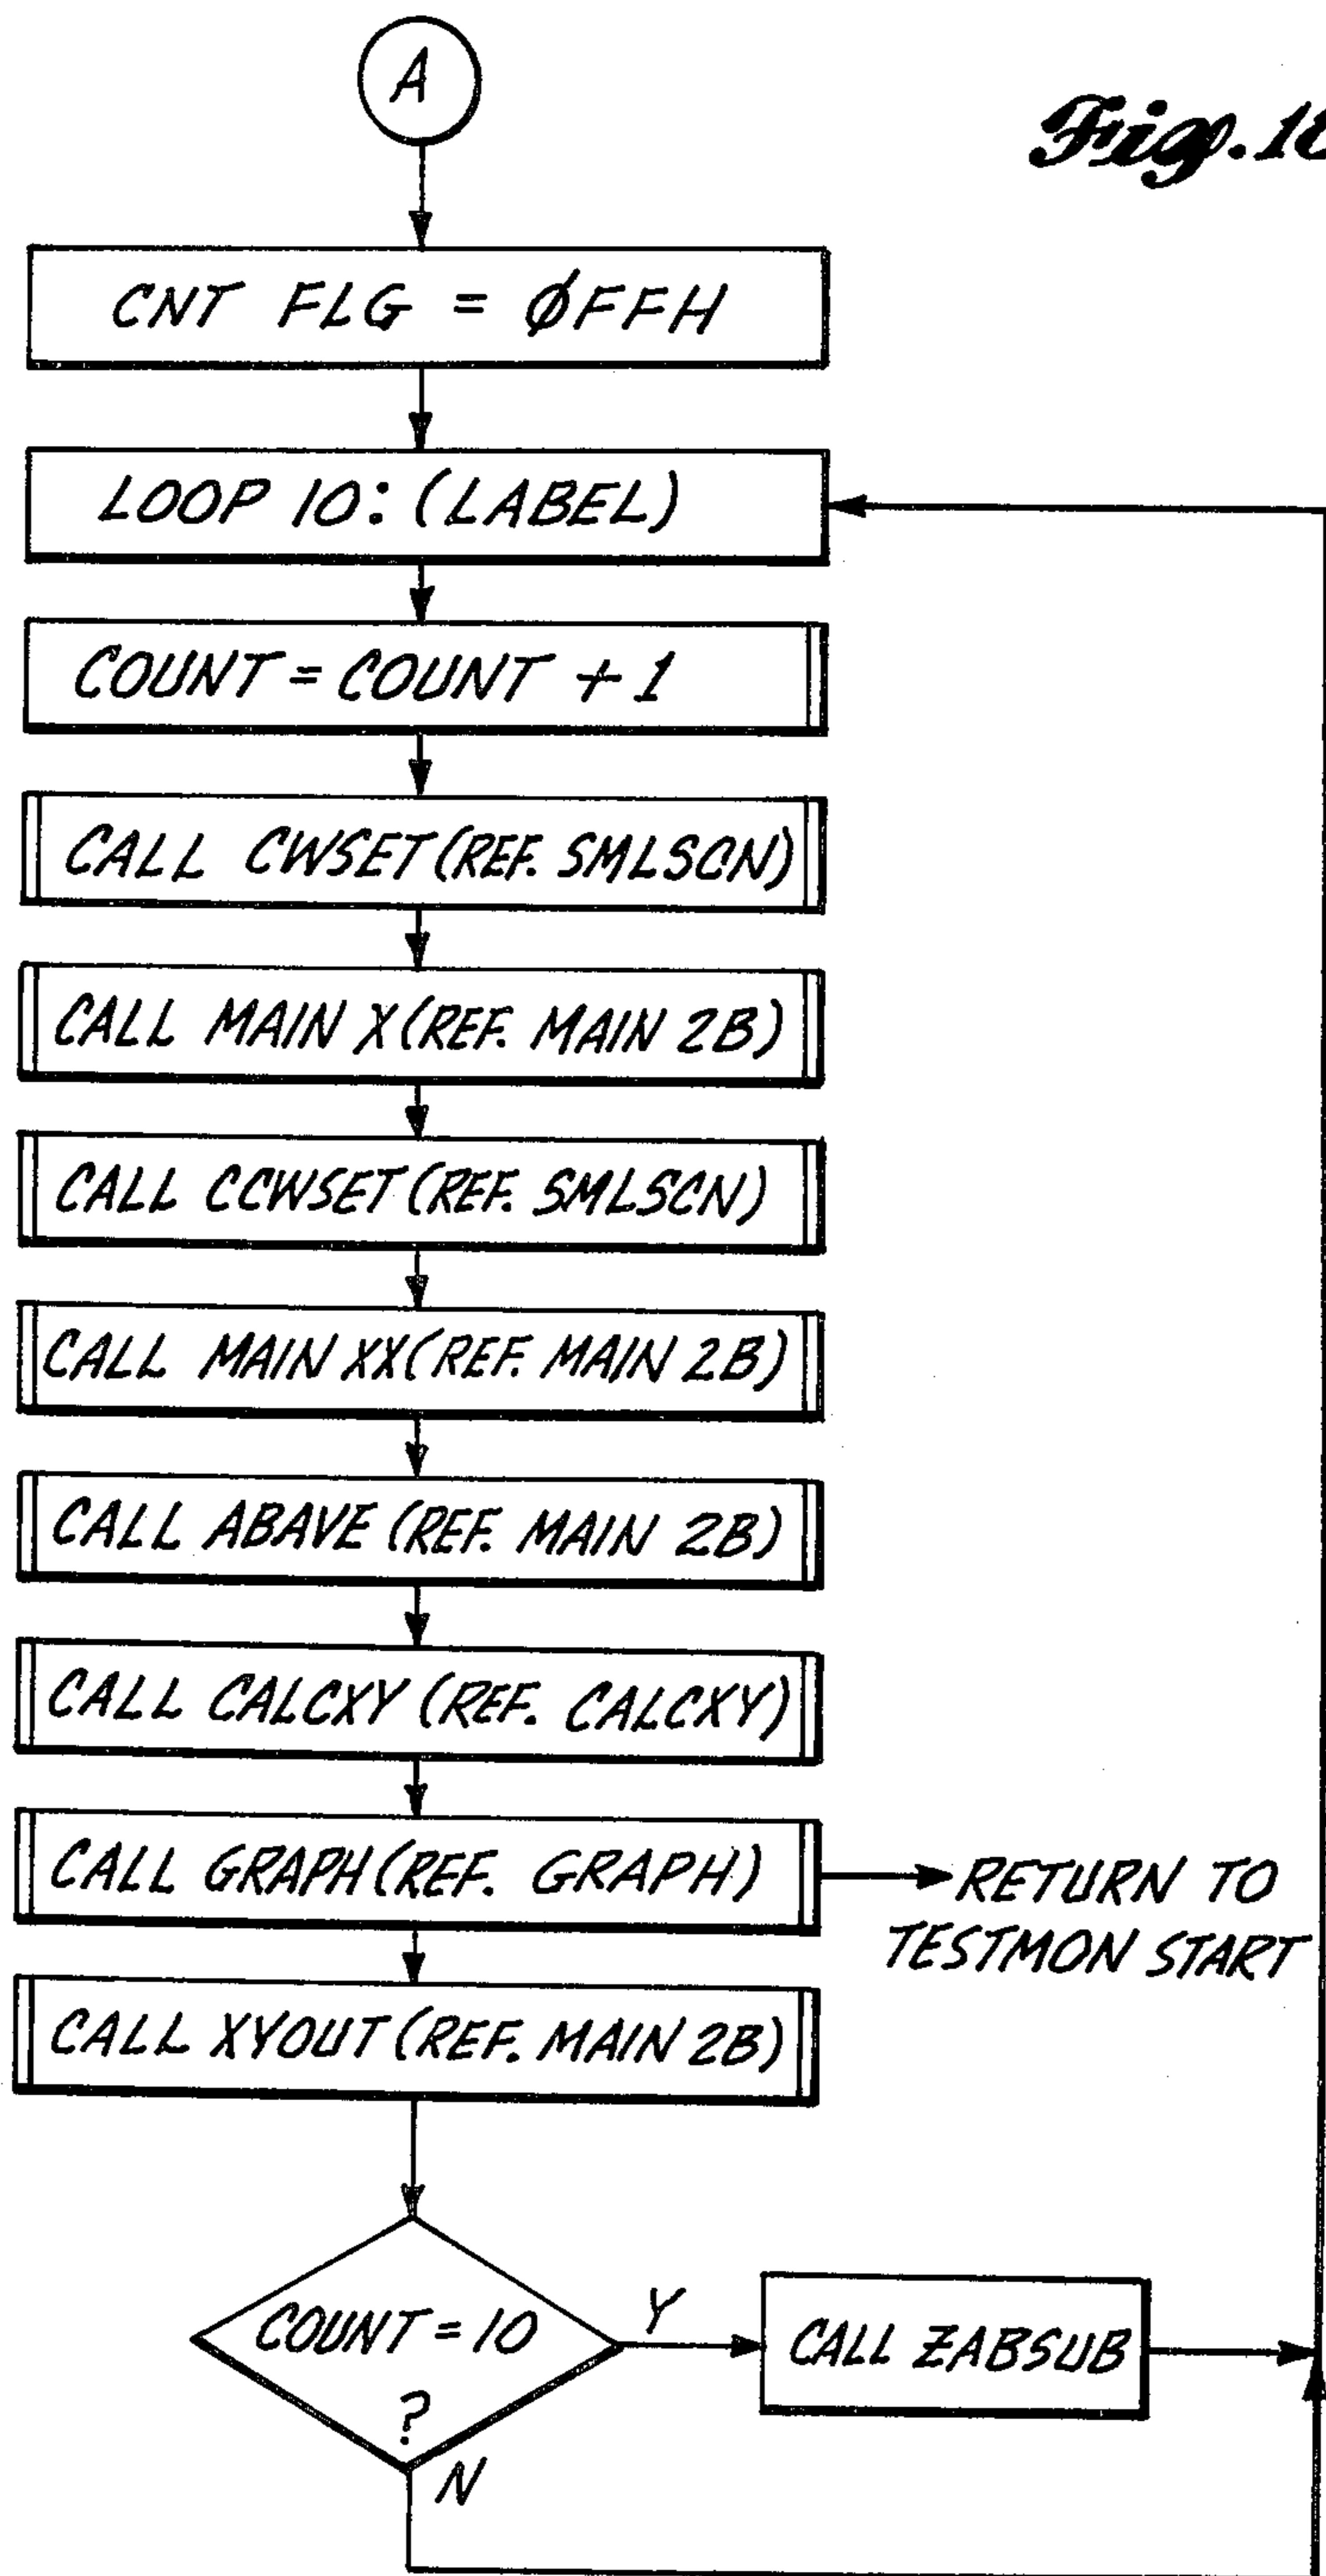 A
Fig. 10
CNT FLG = ØFFH
LOOP 10: (LABEL)
COUNT = COUNT + 1
CALL CWSET (REF. SMLSCN)
CALL MAIN X (REF. MAIN 2B)
CALL CCWSET (REF. SMLSCN)
CALL MAIN XX (REF. MAIN 2B)
CALL ABAVE (REF. MAIN 2B)
CALL CALCXY (REF. CALCXY)
CALL GRAPH (REF. GRAPH)
RETURN TO
TESTMON START
CALL XYOUT (REF. MAIN 2B)
COUNT = 10
?
Y
CALL ZABSUB
N